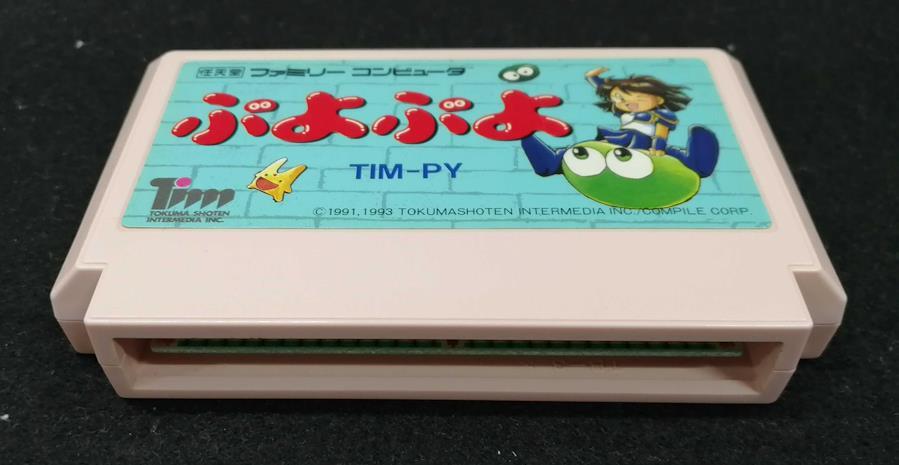 任天堂 ファミリー コンピュータ
ぷよぷよ
TIM-PY
Tim
TOKUMA SHOTEN
INTERMEDIA INC.
©1991,1993 TOKUMASHOTEN INTERMEDIA INC./COMPILE CORP.